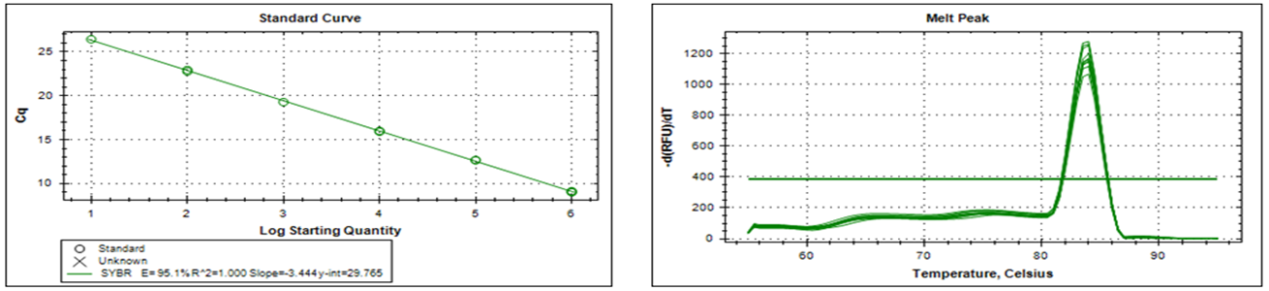 Standard Curve
25
20
15
10
Cq
1 2 3 4 5 6
Log Starting Quantity
Standard
Unknown
SYBR E= 95.1% R^2=1.000 Slope=-3.444 y-int=29.765
Melt Peak
1200
1000
800
600
400
200
0
-d(RFU)/dT
60 70 80 90
Temperature, Celsius